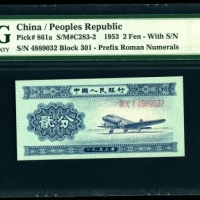 China / Peoples Republic
Pick# 861a S/M#C283-2 1953 2 Fen - With S/N
S/N 4889032 Block 301 - Prefix Roman Numerals
中国人民銀行
X I 4889032
貳分